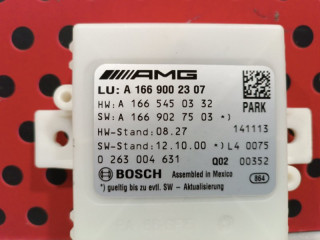 AMG
LU: A 166 900 23 07
HW: A 166 545 03 32
SW: A 166 902 75 03 *)
PARK
HW-Stand: 08.27 141113
SW-Stand: 12.10.00 *) L4 0075
0 263 004 631 Q02 00352
BOSCH Assembled in Mexico
*) gueltig bis zu evtl. SW - Aktualisierung
864